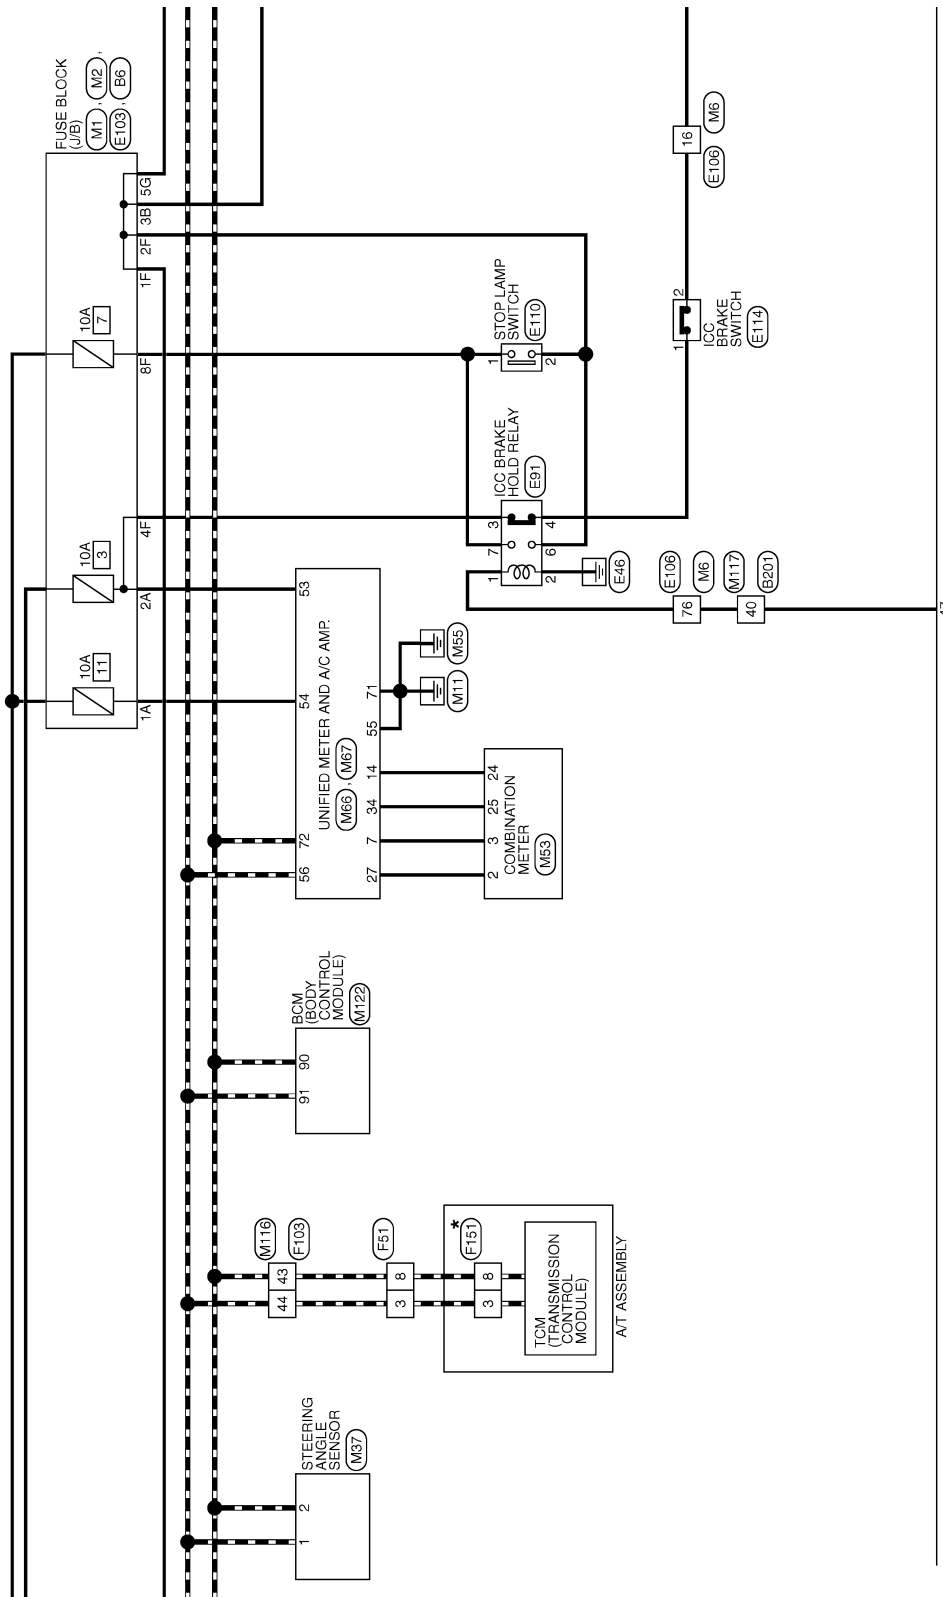 FUSE BLOCK
(J/B)
M1 , M2 ,
E103 , B6
5G
3B
2F
1F
8F
4F
2A
1A
10A
7
10A
3
10A
11
STOP LAMP
SWITCH
E110
1
2
ICC BRAKE
HOLD RELAY
E91
3
7
1
4
6
2
E46
16
M6
E106
2
1
ICC
BRAKE
SWITCH
E114
E106
M6
M117
B201
76
40
53
54
72
56
UNIFIED METER AND A/C AMP.
M66 , M67
71
55
14
34
7
27
M55
M11
24
25
3
2
COMBINATION
METER
M53
BCM
(BODY
CONTROL
MODULE)
M122
90
91
M116
F103
43
44
F51
8
3
*
F151
8
3
TCM
(TRANSMISSION
CONTROL
MODULE)
A/T ASSEMBLY
STEERING
ANGLE
SENSOR
M37
2
1